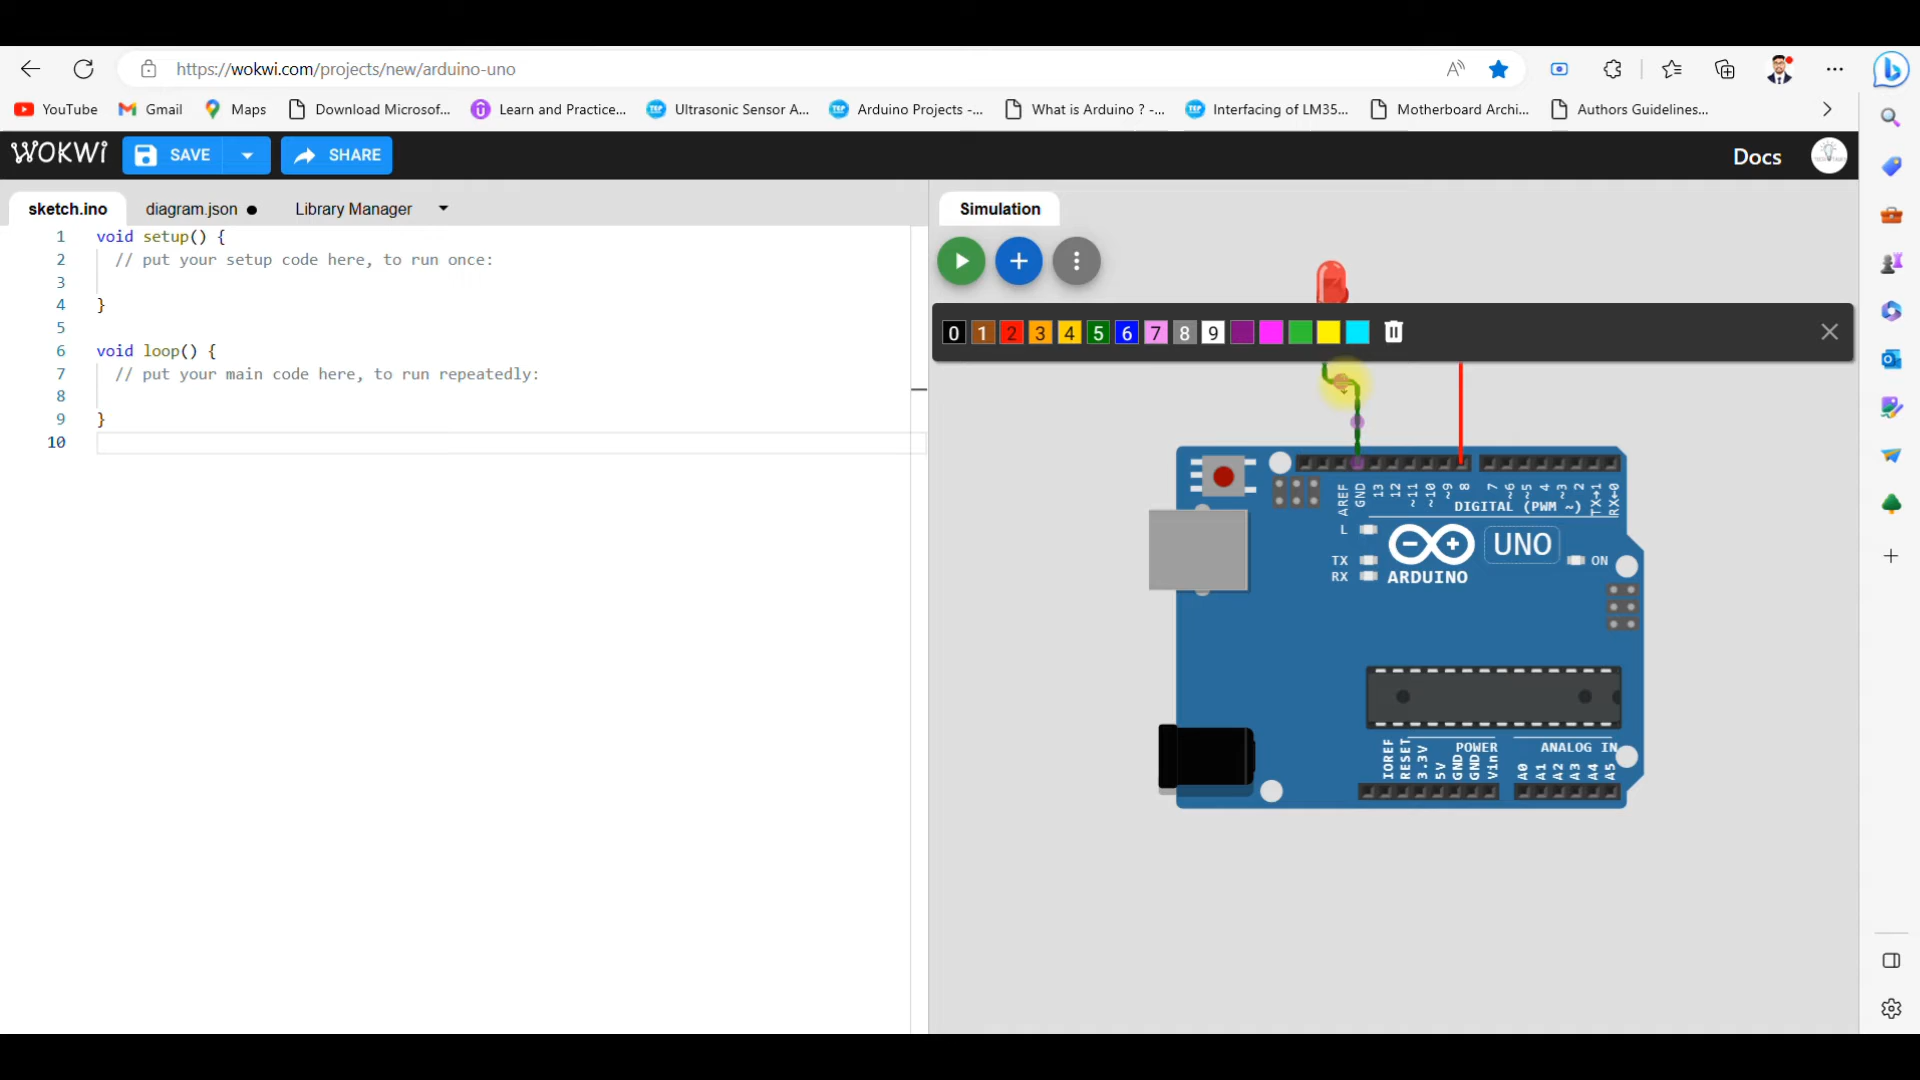 https://wokwi.com/projects/new/arduino-uno
YouTube Gmail Maps Download Microsof... Learn and Practice... Ultrasonic Sensor A... Arduino Projects -... What is Arduino ? -... Interfacing of LM35... Motherboard Archi... Authors Guidelines...
WOKWI SAVE SHARE Docs
sketch.ino diagram.json Library Manager Simulation
1 void setup() {
2 // put your setup code here, to run once:
3
4 }
5
6 void loop() {
7 // put your main code here, to run repeatedly:
8
9 }
10
0 1 2 3 4 5 6 7 8 9
AREF GND 13 12 ~11 ~10 ~9 8 7 ~6 ~5 4 ~3 2 TX→1 RX←0
DIGITAL (PWM ~)
L
UNO
TX ON
RX ARDUINO
POWER ANALOG IN
IOREF RESET 3.3V 5V GND GND Vin A0 A1 A2 A3 A4 A5